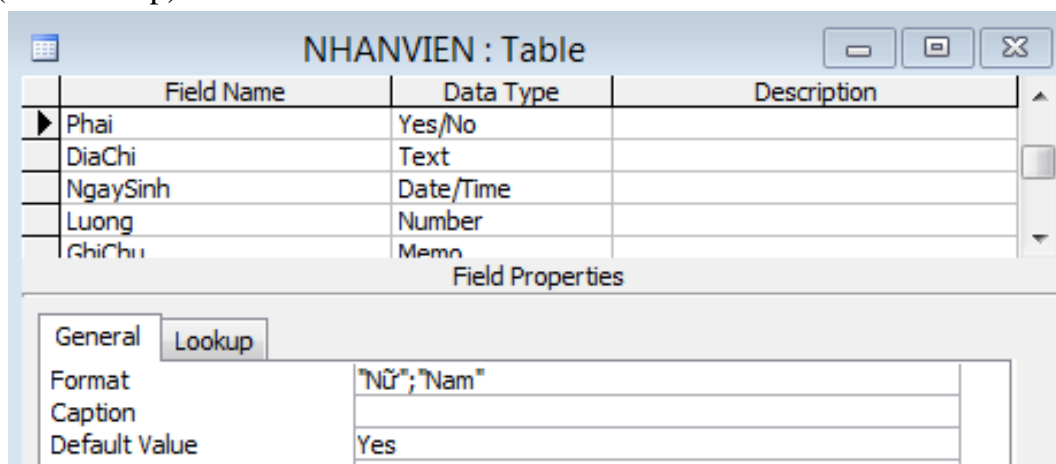 NHANVIEN : Table
Field Name Data Type Description
Phai Yes/No
DiaChi Text
NgaySinh Date/Time
Luong Number
GhiChu Memo
Field Properties
General Lookup
Format "Nữ";"Nam"
Caption
Default Value Yes